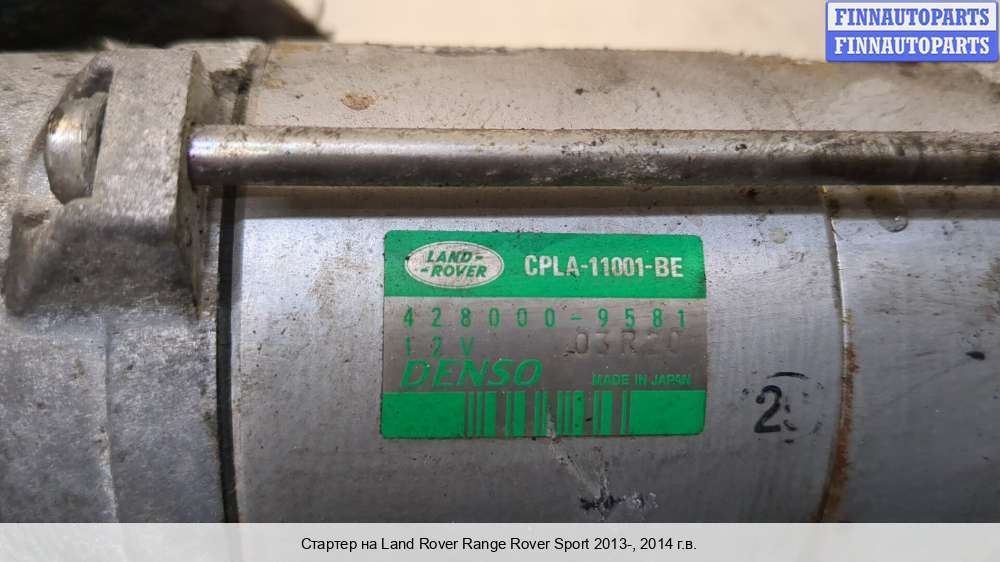 FINNAUTOPARTS
FINNAUTOPARTS
LAND-
-ROVER
CPLA-11001-BE
428000-9581
12V
DENSO
MADE IN JAPAN
Стартер на Land Rover Range Rover Sport 2013-, 2014 г.в.